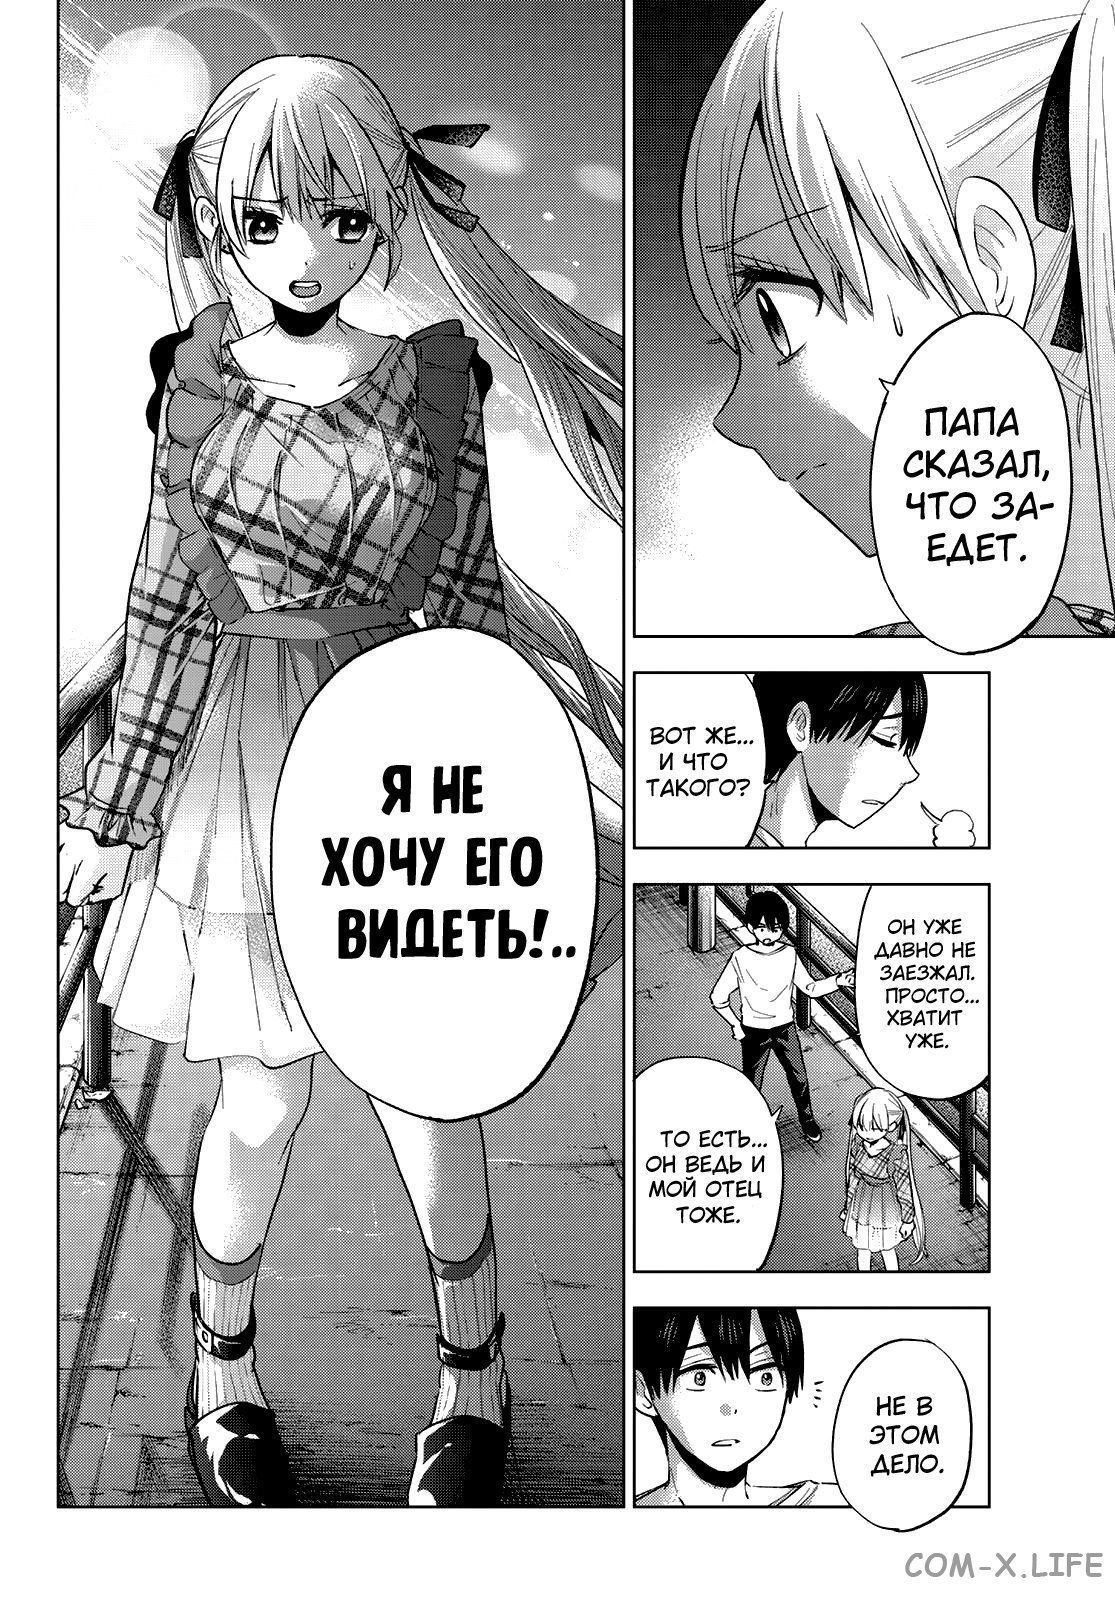 ПАПА
СКАЗАЛ,
ЧТО ЗА-
ЕДЕТ.
ВОТ ЖЕ...
И ЧТО
ТАКОГО?
ОН УЖЕ
ДАВНО НЕ
ЗАЕЗЖАЛ.
ПРОСТО...
ХВАТИТ
УЖЕ.
ТО ЕСТЬ...
ОН ВЕДЬ И
МОЙ ОТЕЦ
ТОЖЕ.
НЕ В
ЭТОМ
ДЕЛО.
Я НЕ
ХОЧУ ЕГО
ВИДЕТЬ!..
COM-X.LIFE